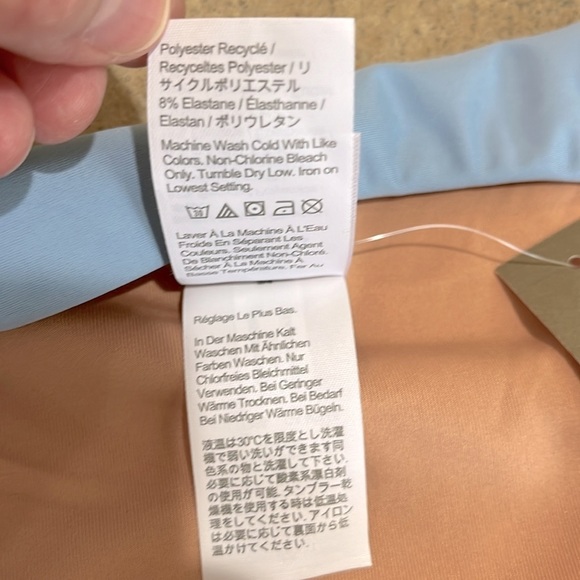 Polyester Recyclé /
Recyceltes Polyester / リ
サイクルポリエステル
8% Elastane / Élasthanne /
Elastan / ポリウレタン
Machine Wash Cold With Like
Colors. Non-Chlorine Bleach
Only. Tumble Dry Low. Iron on
Lowest Setting.
30
Laver À La Machine À L'Eau
Froide En Séparant Les
Couleurs. Seulement Agent
De Blanchiment Non-Chloré.
Sécher À La Machine À
Basse Température. Fer Au
Réglage Le Plus Bas.
In Der Maschine Kalt
Waschen Mit Ähnlichen
Farben Waschen. Nur
Chlorfreies Bleichmittel
Verwenden. Bei Geringer
Wärme Trocknen. Bei Bedarf
Bei Niedriger Wärme Bügeln.
液温は30℃を限度とし洗濯
機で弱い洗いができます同
色系の物と洗濯して下さい.
必要に応じて酸素系漂白剤
の使用が可能. タンブラー乾
燥機を使用する時は低温処
理をしてください. アイロン
は必要に応じて裏面から低
温かけてください.